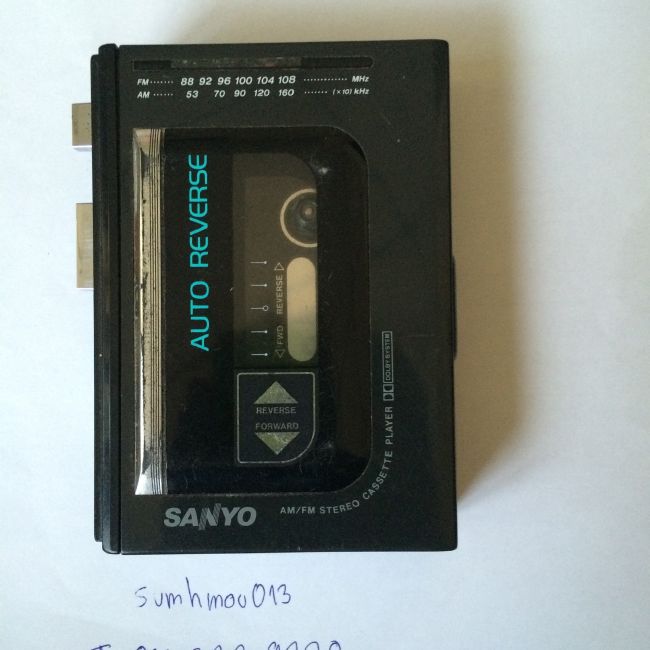 FM ······ 88 92 96 100 104 108 ············ MHz
AM ······ 53 70 90 120 160 ······· (×10) kHz
AUTO REVERSE
◁ FWD REVERSE ▷
REVERSE
FORWARD
DOLBY SYSTEM
AM/FM STEREO CASSETTE PLAYER
SANYO
sumhmou013